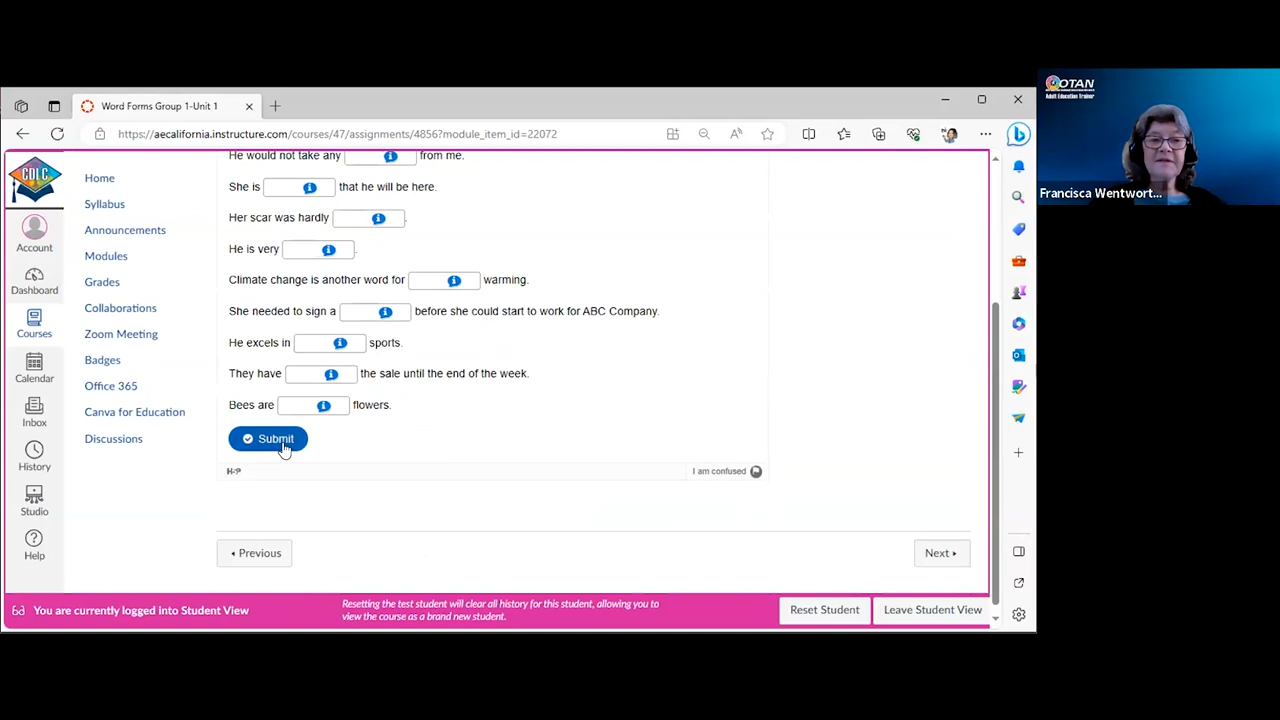 Word Forms Group 1-Unit 1
https://aecalifornia.instructure.com/courses/47/assignments/4856?module_item_id=22072
OTAN
Adult Education Trainer
Francisca Wentwort...
CDLC
Account
Dashboard
Courses
Calendar
Inbox
History
Studio
Help
Home
Syllabus
Announcements
Modules
Grades
Collaborations
Zoom Meeting
Badges
Office 365
Canva for Education
Discussions
He would not take any from me.
She is that he will be here.
Her scar was hardly .
He is very .
Climate change is another word for warming.
She needed to sign a before she could start to work for ABC Company.
He excels in sports.
They have the sale until the end of the week.
Bees are flowers.
Submit
H-P I am confused
Previous Next
You are currently logged into Student View
Resetting the test student will clear all history for this student, allowing you to
view the course as a brand new student.
Reset Student Leave Student View